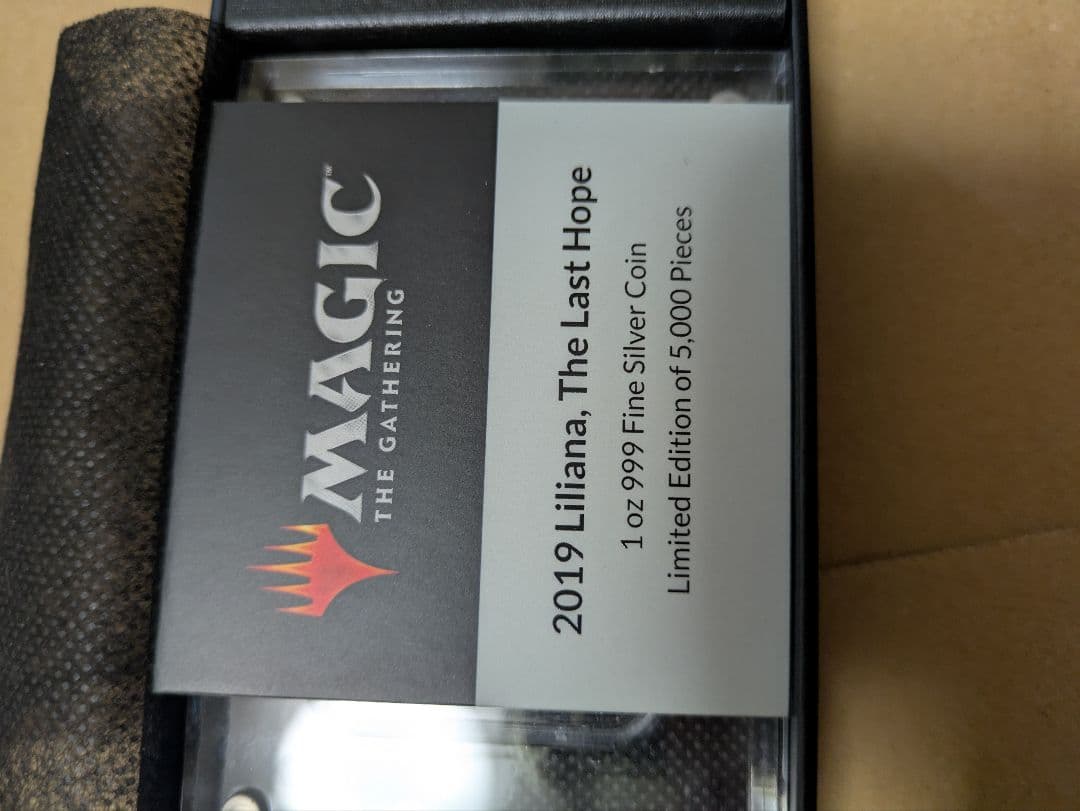 MAGIC™
THE GATHERING
2019 Liliana, The Last Hope
1 oz 999 Fine Silver Coin
Limited Edition of 5,000 Pieces